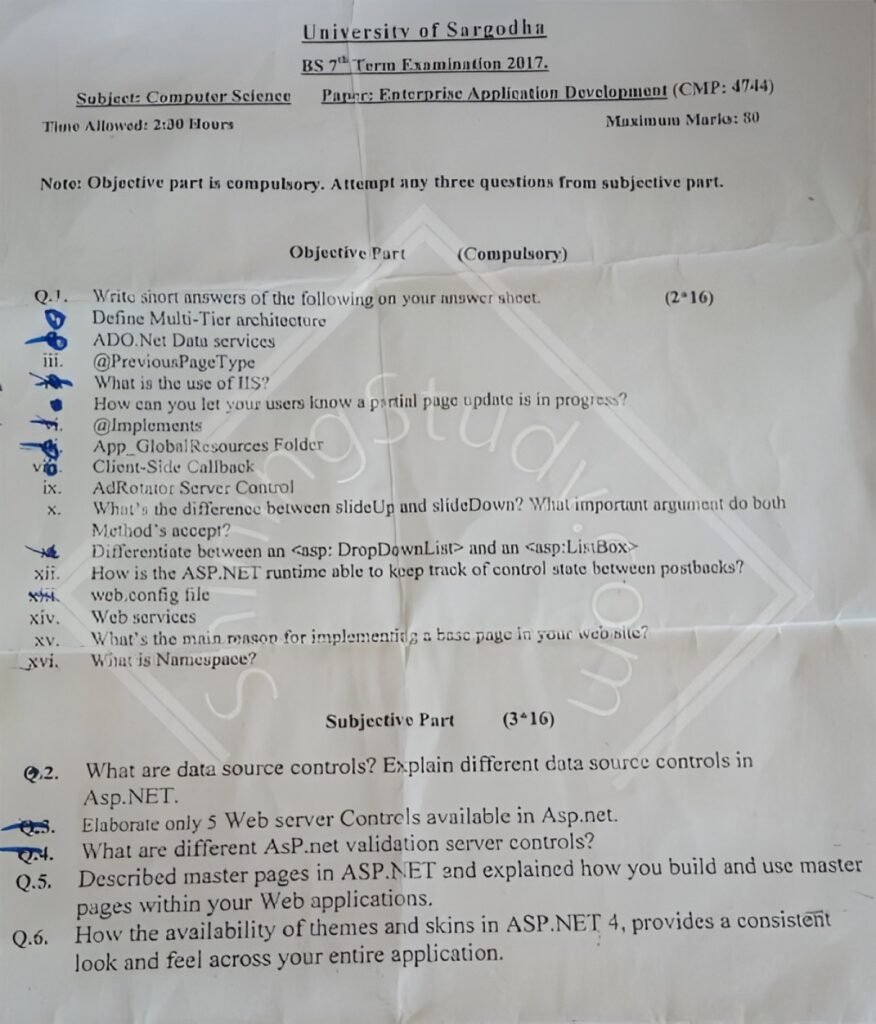 University of Sargodha
BS 7th Term Examination 2017.
Subject: Computer Science Paper: Enterprise Application Development (CMP: 4744)
Time Allowed: 2:30 Hours Maximum Marks: 80
Note: Objective part is compulsory. Attempt any three questions from subjective part.
Objective Part (Compulsory)
Q.1. Write short answers of the following on your answer sheet. (2*16)
Define Multi-Tier architecture
ADO.Net Data services
iii. @PreviousPageType
What is the use of IIS?
How can you let your users know a partial page update is in progress?
vi. @Implements
App_GlobalResources Folder
Client-Side Callback
ix. AdRotator Server Control
x. What's the difference between slideUp and slideDown? What important argument do both
Method's accept?
Differentiate between an <asp: DropDownList> and an <asp:ListBox>
xii. How is the ASP.NET runtime able to keep track of control state between postbacks?
xiii. web.config file
xiv. Web services
xv. What's the main reason for implementing a base page in your web site?
xvi. What is Namespace?
Subjective Part (3*16)
Q.2. What are data source controls? Explain different data source controls in
Asp.NET.
Q.3. Elaborate only 5 Web server Controls available in Asp.net.
Q.4. What are different AsP.net validation server controls?
Q.5. Described master pages in ASP.NET and explained how you build and use master
pages within your Web applications.
Q.6. How the availability of themes and skins in ASP.NET 4, provides a consistent
look and feel across your entire application.
ShiningStudy.com